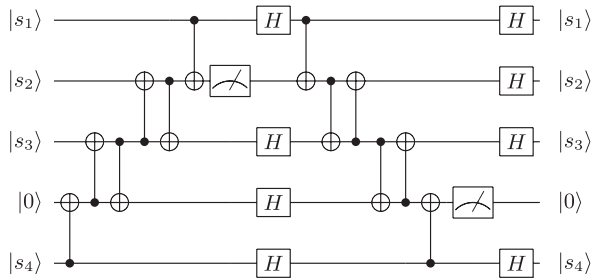 |s₁⟩ H H |s₁⟩
|s₂⟩ H |s₂⟩
|s₃⟩ H H |s₃⟩
|0⟩ H |0⟩
|s₄⟩ H H |s₄⟩